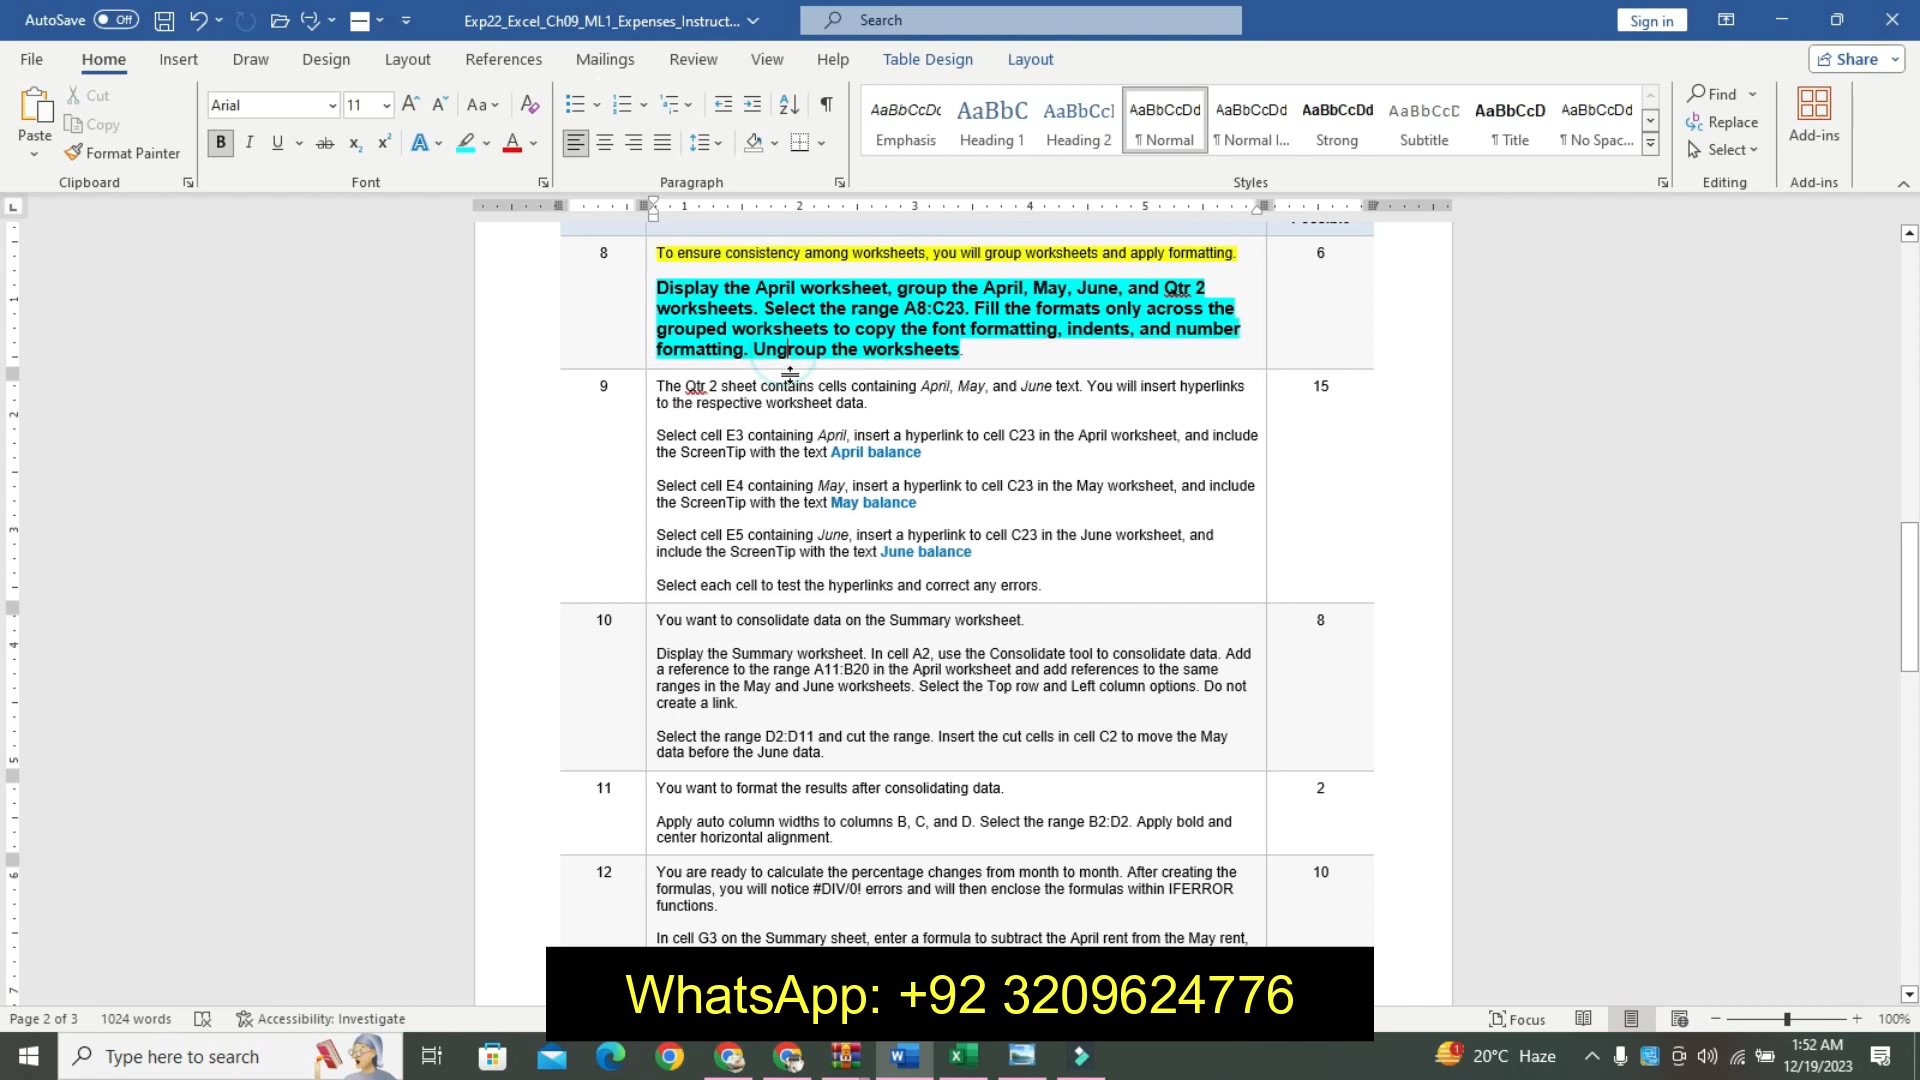 AutoSave Off Exp22_Excel_Ch09_ML1_Expenses_Instruct... Search Sign in
File Home Insert Draw Design Layout References Mailings Review View Help Table Design Layout Share
Paste Cut Copy Format Painter
Arial 11 Aa
AaBbCcDc AaBbC AaBbCcl AaBbCcDd AaBbCcDd AaBbCcDd AaBbCcD AaBbCcD AaBbCcDd
Emphasis Heading 1 Heading 2 ¶ Normal ¶ Normal I... Strong Subtitle ¶ Title ¶ No Spac...
Find Replace Select Add-ins
Clipboard Font Paragraph Styles Editing Add-ins
8 To ensure consistency among worksheets, you will group worksheets and apply formatting. 6
Display the April worksheet, group the April, May, June, and Qtr 2
worksheets. Select the range A8:C23. Fill the formats only across the
grouped worksheets to copy the font formatting, indents, and number
formatting. Ungroup the worksheets.
9 The Qtr 2 sheet contains cells containing April, May, and June text. You will insert hyperlinks 15
to the respective worksheet data.
Select cell E3 containing April, insert a hyperlink to cell C23 in the April worksheet, and include
the ScreenTip with the text April balance
Select cell E4 containing May, insert a hyperlink to cell C23 in the May worksheet, and include
the ScreenTip with the text May balance
Select cell E5 containing June, insert a hyperlink to cell C23 in the June worksheet, and
include the ScreenTip with the text June balance
Select each cell to test the hyperlinks and correct any errors.
10 You want to consolidate data on the Summary worksheet. 8
Display the Summary worksheet. In cell A2, use the Consolidate tool to consolidate data. Add
a reference to the range A11:B20 in the April worksheet and add references to the same
ranges in the May and June worksheets. Select the Top row and Left column options. Do not
create a link.
Select the range D2:D11 and cut the range. Insert the cut cells in cell C2 to move the May
data before the June data.
11 You want to format the results after consolidating data. 2
Apply auto column widths to columns B, C, and D. Select the range B2:D2. Apply bold and
center horizontal alignment.
12 You are ready to calculate the percentage changes from month to month. After creating the 10
formulas, you will notice #DIV/0! errors and will then enclose the formulas within IFERROR
functions.
In cell G3 on the Summary sheet, enter a formula to subtract the April rent from the May rent,
WhatsApp: +92 3209624776
Page 2 of 3 1024 words Accessibility: Investigate Focus 100%
Type here to search 20°C Haze 1:52 AM
12/19/2023